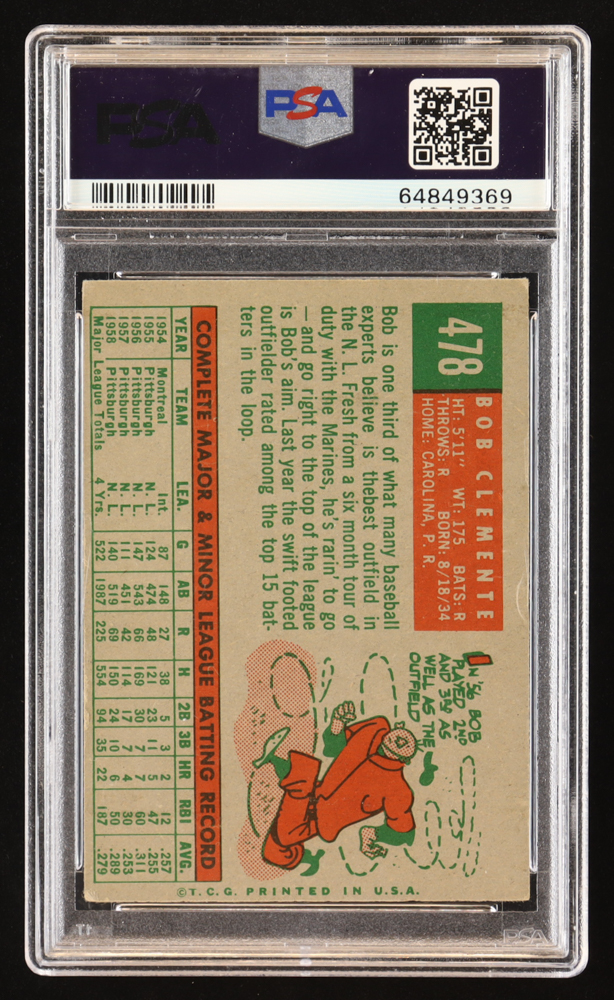 PSA
PSA
64849369
478
BOB CLEMENTE
HT: 5'11" WT: 175 BATS: R
THROWS: R BORN: 8/18/34
HOME: CAROLINA, P. R.
Bob is one third of what many baseball
experts believe is thebest outfield in
the N. L. Fresh from a six month tour of
duty with the Marines, he's rarin' to go
—and go right to the top of the league
is Bob's aim. Last year the swift footed
outfielder rated among the top 15 bat-
ters in the loop.
IN '56 BOB
PLAYED 2ND
AND 3RD AS
WELL AS THE
OUTFIELD
COMPLETE MAJOR & MINOR LEAGUE BATTING RECORD
YEAR TEAM LEA. G AB R H 2B 3B HR RBI AVG.
1954 Montreal Int. 87 148 27 38 5 3 2 12 .257
1955 Pittsburgh N. L. 124 474 48 121 23 11 5 47 .255
1956 Pittsburgh N. L. 147 543 66 169 30 7 7 60 .311
1957 Pittsburgh N. L. 111 451 42 114 17 7 4 30 .253
1958 Pittsburgh N. L. 140 519 69 150 24 10 6 50 .289
Major League Totals 4 Yrs. 522 1987 225 554 94 35 22 187 .279
©T.C.G. PRINTED IN U.S.A.
PSA